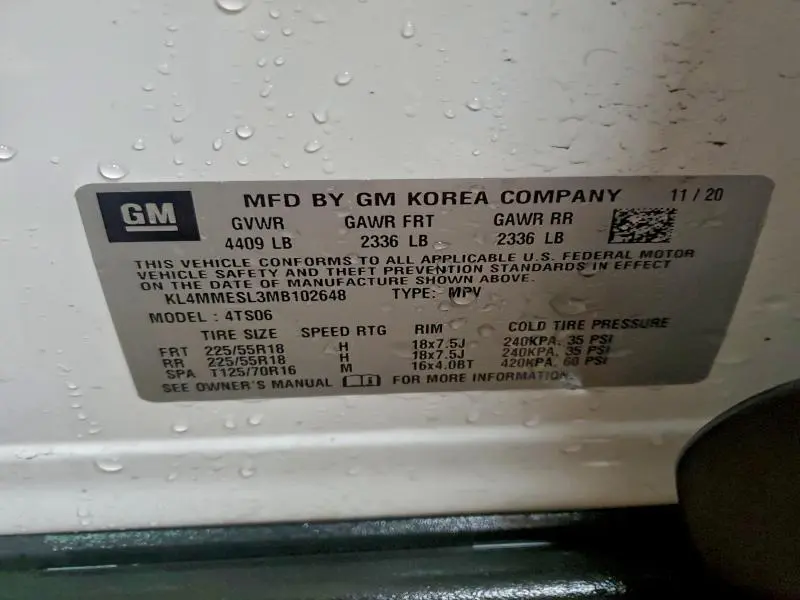 GM MFD BY GM KOREA COMPANY 11 / 20
GVWR GAWR FRT GAWR RR
4409 LB 2336 LB 2336 LB
THIS VEHICLE CONFORMS TO ALL APPLICABLE U.S. FEDERAL MOTOR
VEHICLE SAFETY AND THEFT PREVENTION STANDARDS IN EFFECT
ON THE DATE OF MANUFACTURE SHOWN ABOVE.
KL4MMESL3MB102648 TYPE: MPV
MODEL : 4TS06
TIRE SIZE SPEED RTG RIM COLD TIRE PRESSURE
FRT 225/55R18 H 18x7.5J 240KPA, 35 PSI
RR 225/55R18 H 18x7.5J 240KPA, 35 PSI
SPA T125/70R16 M 16x4.0BT 420KPA, 60 PSI
SEE OWNER'S MANUAL FOR MORE INFORMATION.